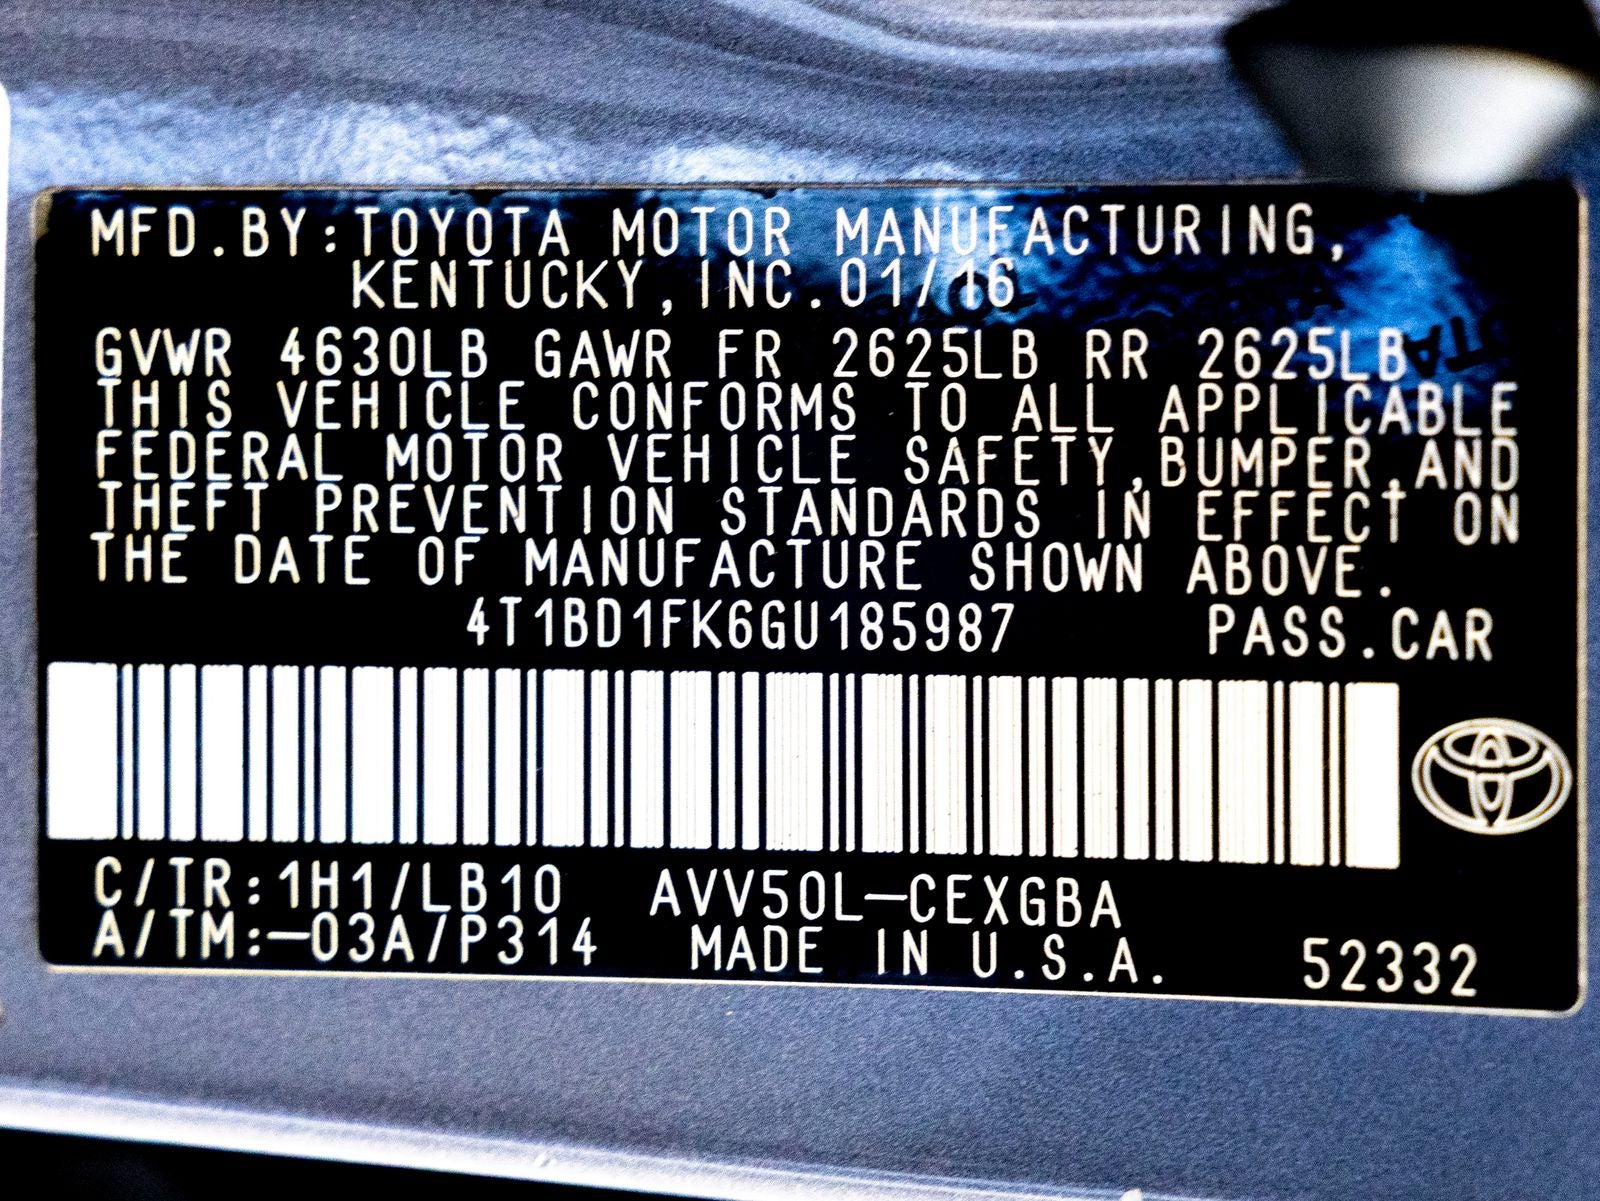 MFD.BY:TOYOTA MOTOR MANUFACTURING,
KENTUCKY,INC.01/16
GVWR 4630LB GAWR FR 2625LB RR 2625LB
THIS VEHICLE CONFORMS TO ALL APPLICABLE
FEDERAL MOTOR VEHICLE SAFETY,BUMPER,AND
THEFT PREVENTION STANDARDS IN EFFECT ON
THE DATE OF MANUFACTURE SHOWN ABOVE.
4T1BD1FK6GU185987 PASS.CAR
C/TR:1H1/LB10 AVV50L-CEXGBA
A/TM:-03A/P314 MADE IN U.S.A. 52332